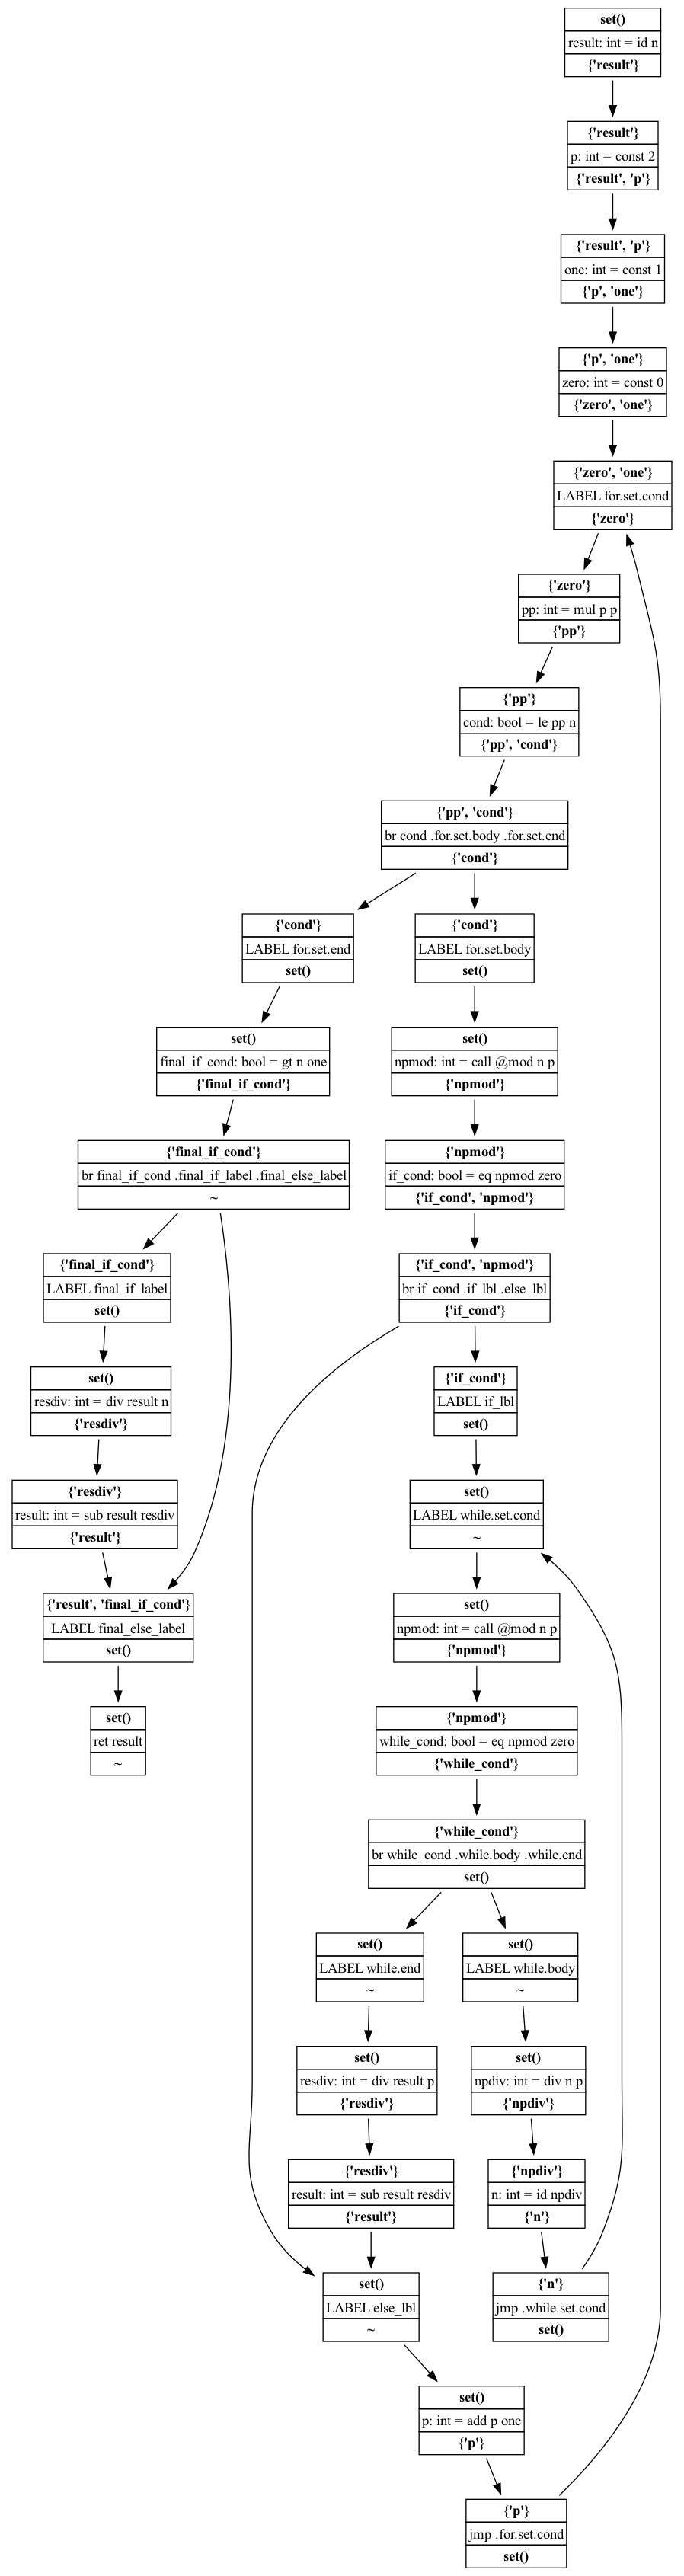 set()
result: int = id n
{'result'}
{'result'}
p: int = const 2
{'result', 'p'}
{'result', 'p'}
one: int = const 1
{'p', 'one'}
{'p', 'one'}
zero: int = const 0
{'zero', 'one'}
{'zero', 'one'}
LABEL for.set.cond
{'zero'}
{'zero'}
pp: int = mul p p
{'pp'}
{'pp'}
cond: bool = le pp n
{'pp', 'cond'}
{'pp', 'cond'}
br cond .for.set.body .for.set.end
{'cond'}
{'cond'}
LABEL for.set.end
set()
{'cond'}
LABEL for.set.body
set()
set()
final_if_cond: bool = gt n one
{'final_if_cond'}
set()
npmod: int = call @mod n p
{'npmod'}
{'final_if_cond'}
br final_if_cond .final_if_label .final_else_label
~
{'npmod'}
if_cond: bool = eq npmod zero
{'if_cond', 'npmod'}
{'final_if_cond'}
LABEL final_if_label
set()
{'if_cond', 'npmod'}
br if_cond .if_lbl .else_lbl
{'if_cond'}
set()
resdiv: int = div result n
{'resdiv'}
{'if_cond'}
LABEL if_lbl
set()
{'resdiv'}
result: int = sub result resdiv
{'result'}
set()
LABEL while.set.cond
~
{'result', 'final_if_cond'}
LABEL final_else_label
set()
set()
npmod: int = call @mod n p
{'npmod'}
set()
ret result
~
{'npmod'}
while_cond: bool = eq npmod zero
{'while_cond'}
{'while_cond'}
br while_cond .while.body .while.end
set()
set()
LABEL while.end
~
set()
LABEL while.body
~
set()
resdiv: int = div result p
{'resdiv'}
set()
npdiv: int = div n p
{'npdiv'}
{'resdiv'}
result: int = sub result resdiv
{'result'}
{'npdiv'}
n: int = id npdiv
{'n'}
set()
LABEL else_lbl
~
{'n'}
jmp .while.set.cond
set()
set()
p: int = add p one
{'p'}
{'p'}
jmp .for.set.cond
set()